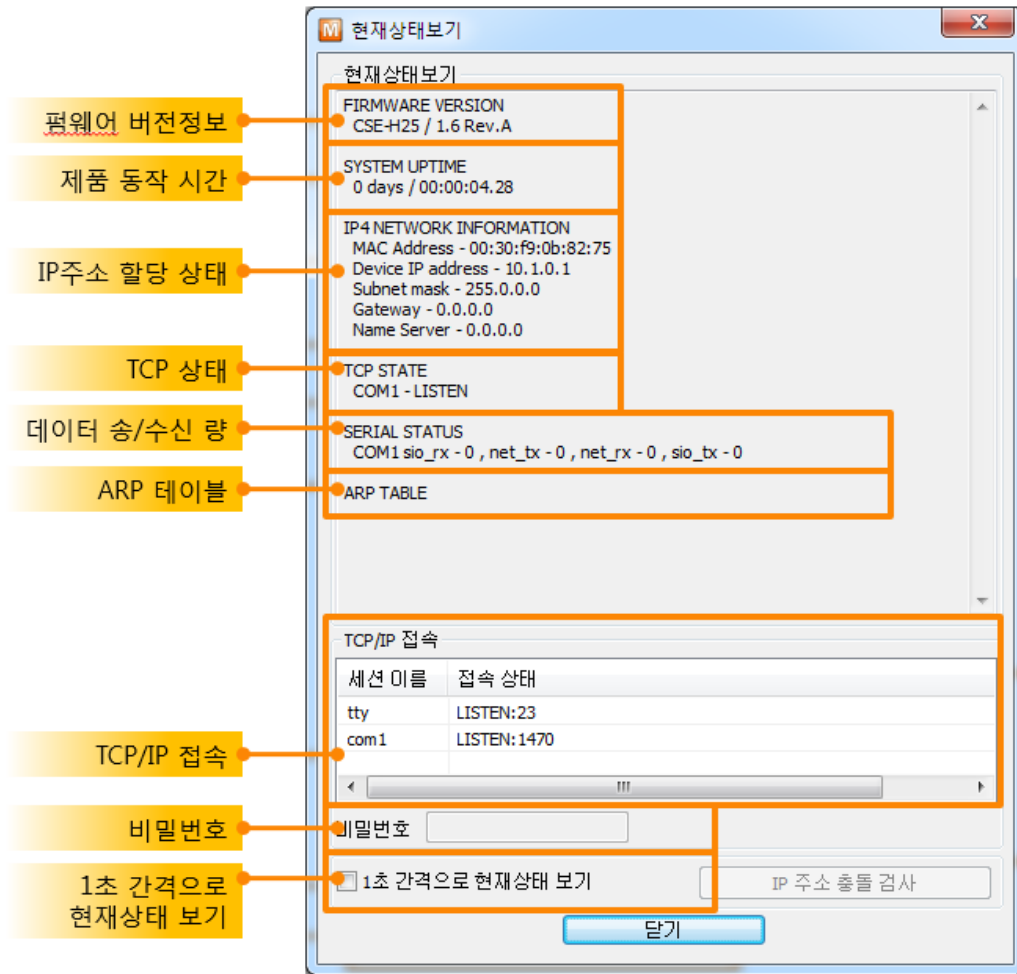 현재상태보기
현재상태보기
펌웨어 버전정보
FIRMWARE VERSION
CSE-H25 / 1.6 Rev.A
제품 동작 시간
SYSTEM UPTIME
0 days / 00:00:04.28
IP주소 할당 상태
IP4 NETWORK INFORMATION
MAC Address - 00:30:f9:0b:82:75
Device IP address - 10.1.0.1
Subnet mask - 255.0.0.0
Gateway - 0.0.0.0
Name Server - 0.0.0.0
TCP 상태
TCP STATE
COM1 - LISTEN
데이터 송/수신 량
SERIAL STATUS
COM1 sio_rx - 0 , net_tx - 0 , net_rx - 0 , sio_tx - 0
ARP 테이블
ARP TABLE
TCP/IP 접속
TCP/IP 접속
세션 이름 접속 상태
tty LISTEN:23
com1 LISTEN:1470
비밀번호
비밀번호
1초 간격으로
현재상태 보기
1초 간격으로 현재상태 보기
IP 주소 충돌 검사
닫기